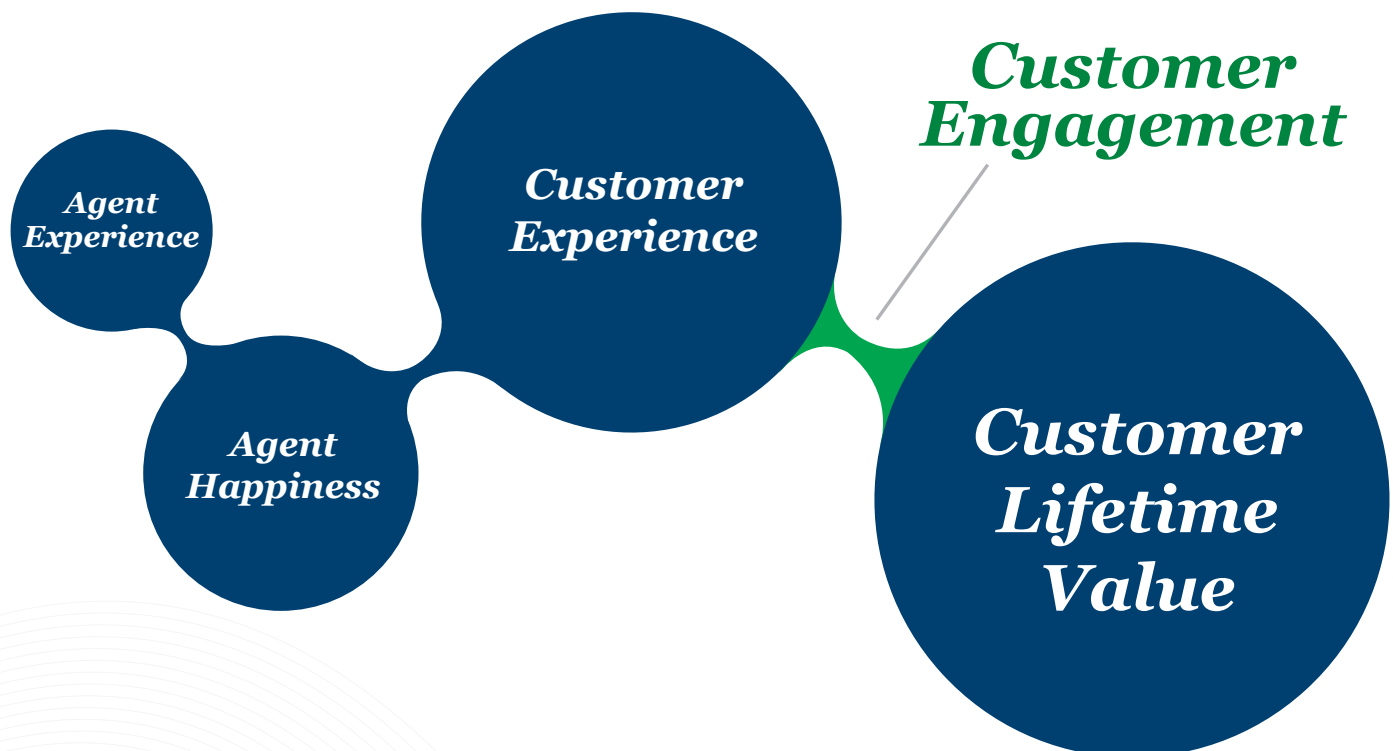 Agent
Experience
Agent
Happiness
Customer
Experience
Customer
Engagement
Customer
Lifetime
Value